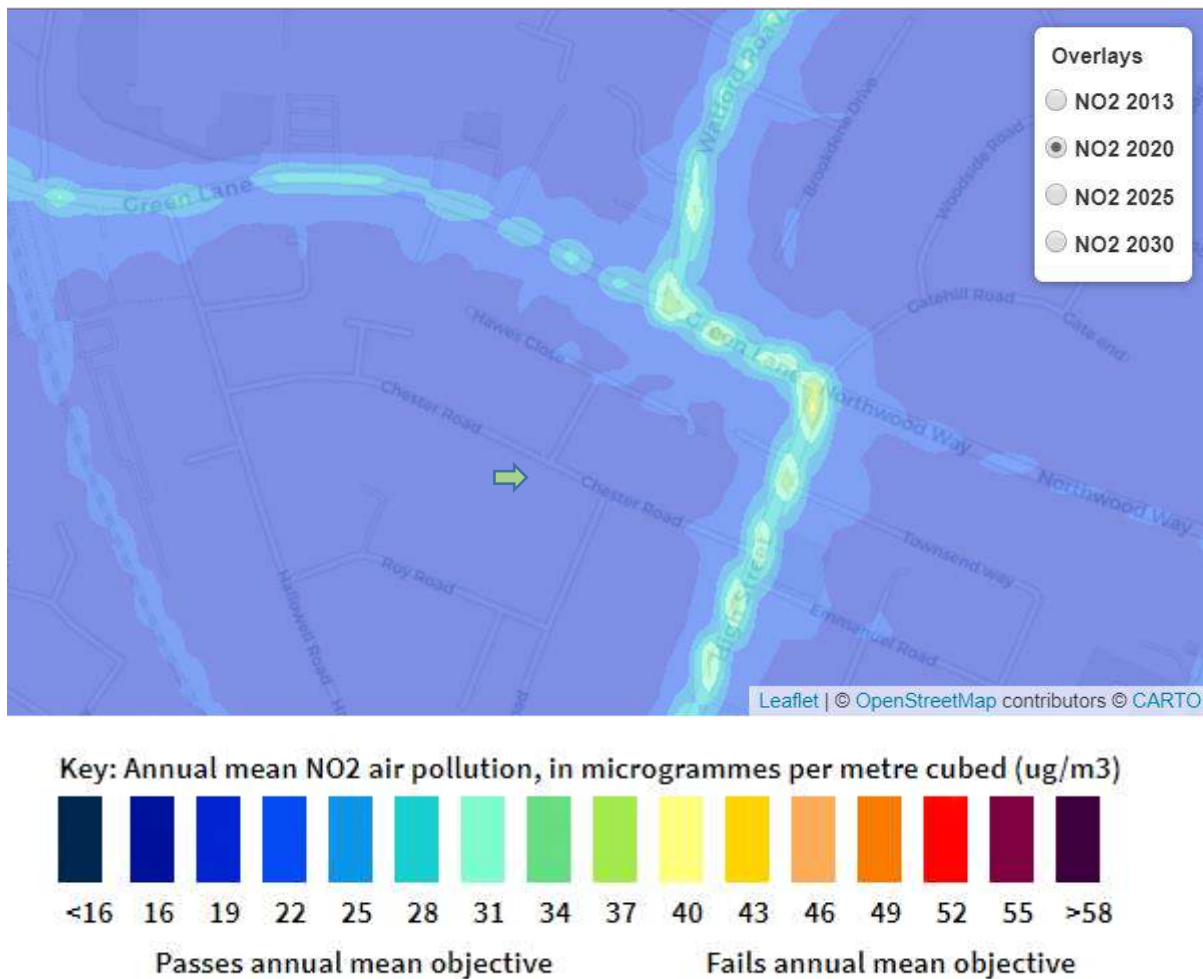 Overlays
NO2 2013
NO2 2020
NO2 2025
NO2 2030
Watford Road
Brookdene Drive
Woodside Road
Green Lane
Gatehill Road
Gate end
Hawes Close
Green Lane
Chester Road
Northwood Way
Northwood Way
Chester Road
Townsend way
High Street
Roy Road
Emmanuel Road
Hallowell Road
Leaflet | © OpenStreetMap contributors © CARTO
Key: Annual mean NO2 air pollution, in microgrammes per metre cubed (ug/m3)
<16 16 19 22 25 28 31 34 37 40 43 46 49 52 55 >58
Passes annual mean objective Fails annual mean objective